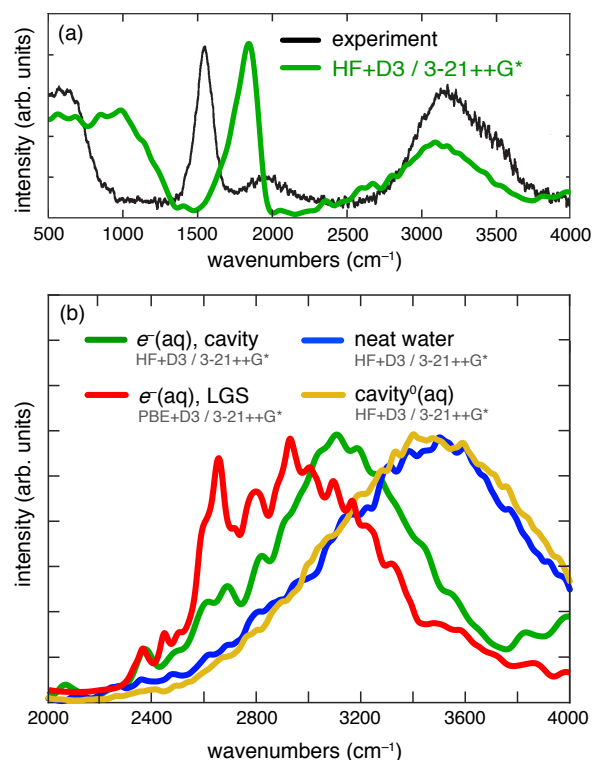 (a)
experiment
HF+D3 / 3-21++G*
intensity (arb. units)
500 1000 1500 2000 2500 3000 3500 4000
wavenumbers (cm⁻¹)
(b)
e⁻(aq), cavity
HF+D3 / 3-21++G*
neat water
HF+D3 / 3-21++G*
e⁻(aq), LGS
PBE+D3 / 3-21++G*
cavity⁰(aq)
HF+D3 / 3-21++G*
intensity (arb. units)
2000 2400 2800 3200 3600 4000
wavenumbers (cm⁻¹)